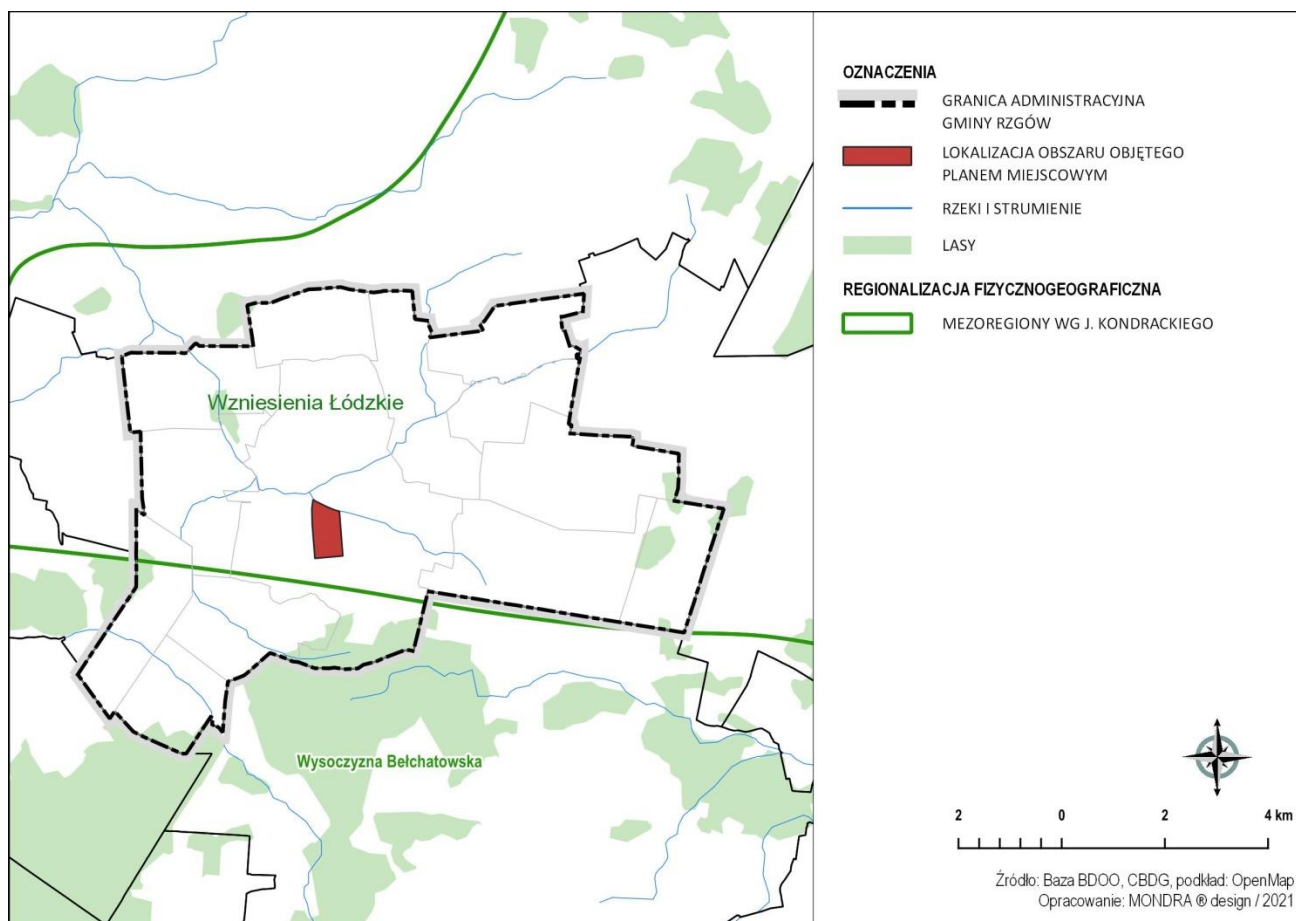 Wzniesienia Łódzkie
Wysoczyzna Bełchatowska
OZNACZENIA
GRANICA ADMINISTRACYJNA
GMINY RZGÓW
LOKALIZACJA OBSZARU OBJĘTEGO
PLANEM MIEJSCOWYM
RZEKI I STRUMIENIE
LASY
REGIONALIZACJA FIZYCZNOGEOGRAFICZNA
MEZOREGIONY WG J. KONDRACKIEGO
2 0 2 4 km
Źródło: Baza BDOO, CBDG, podkład: OpenMap
Opracowanie: MONDRA ® design / 2021